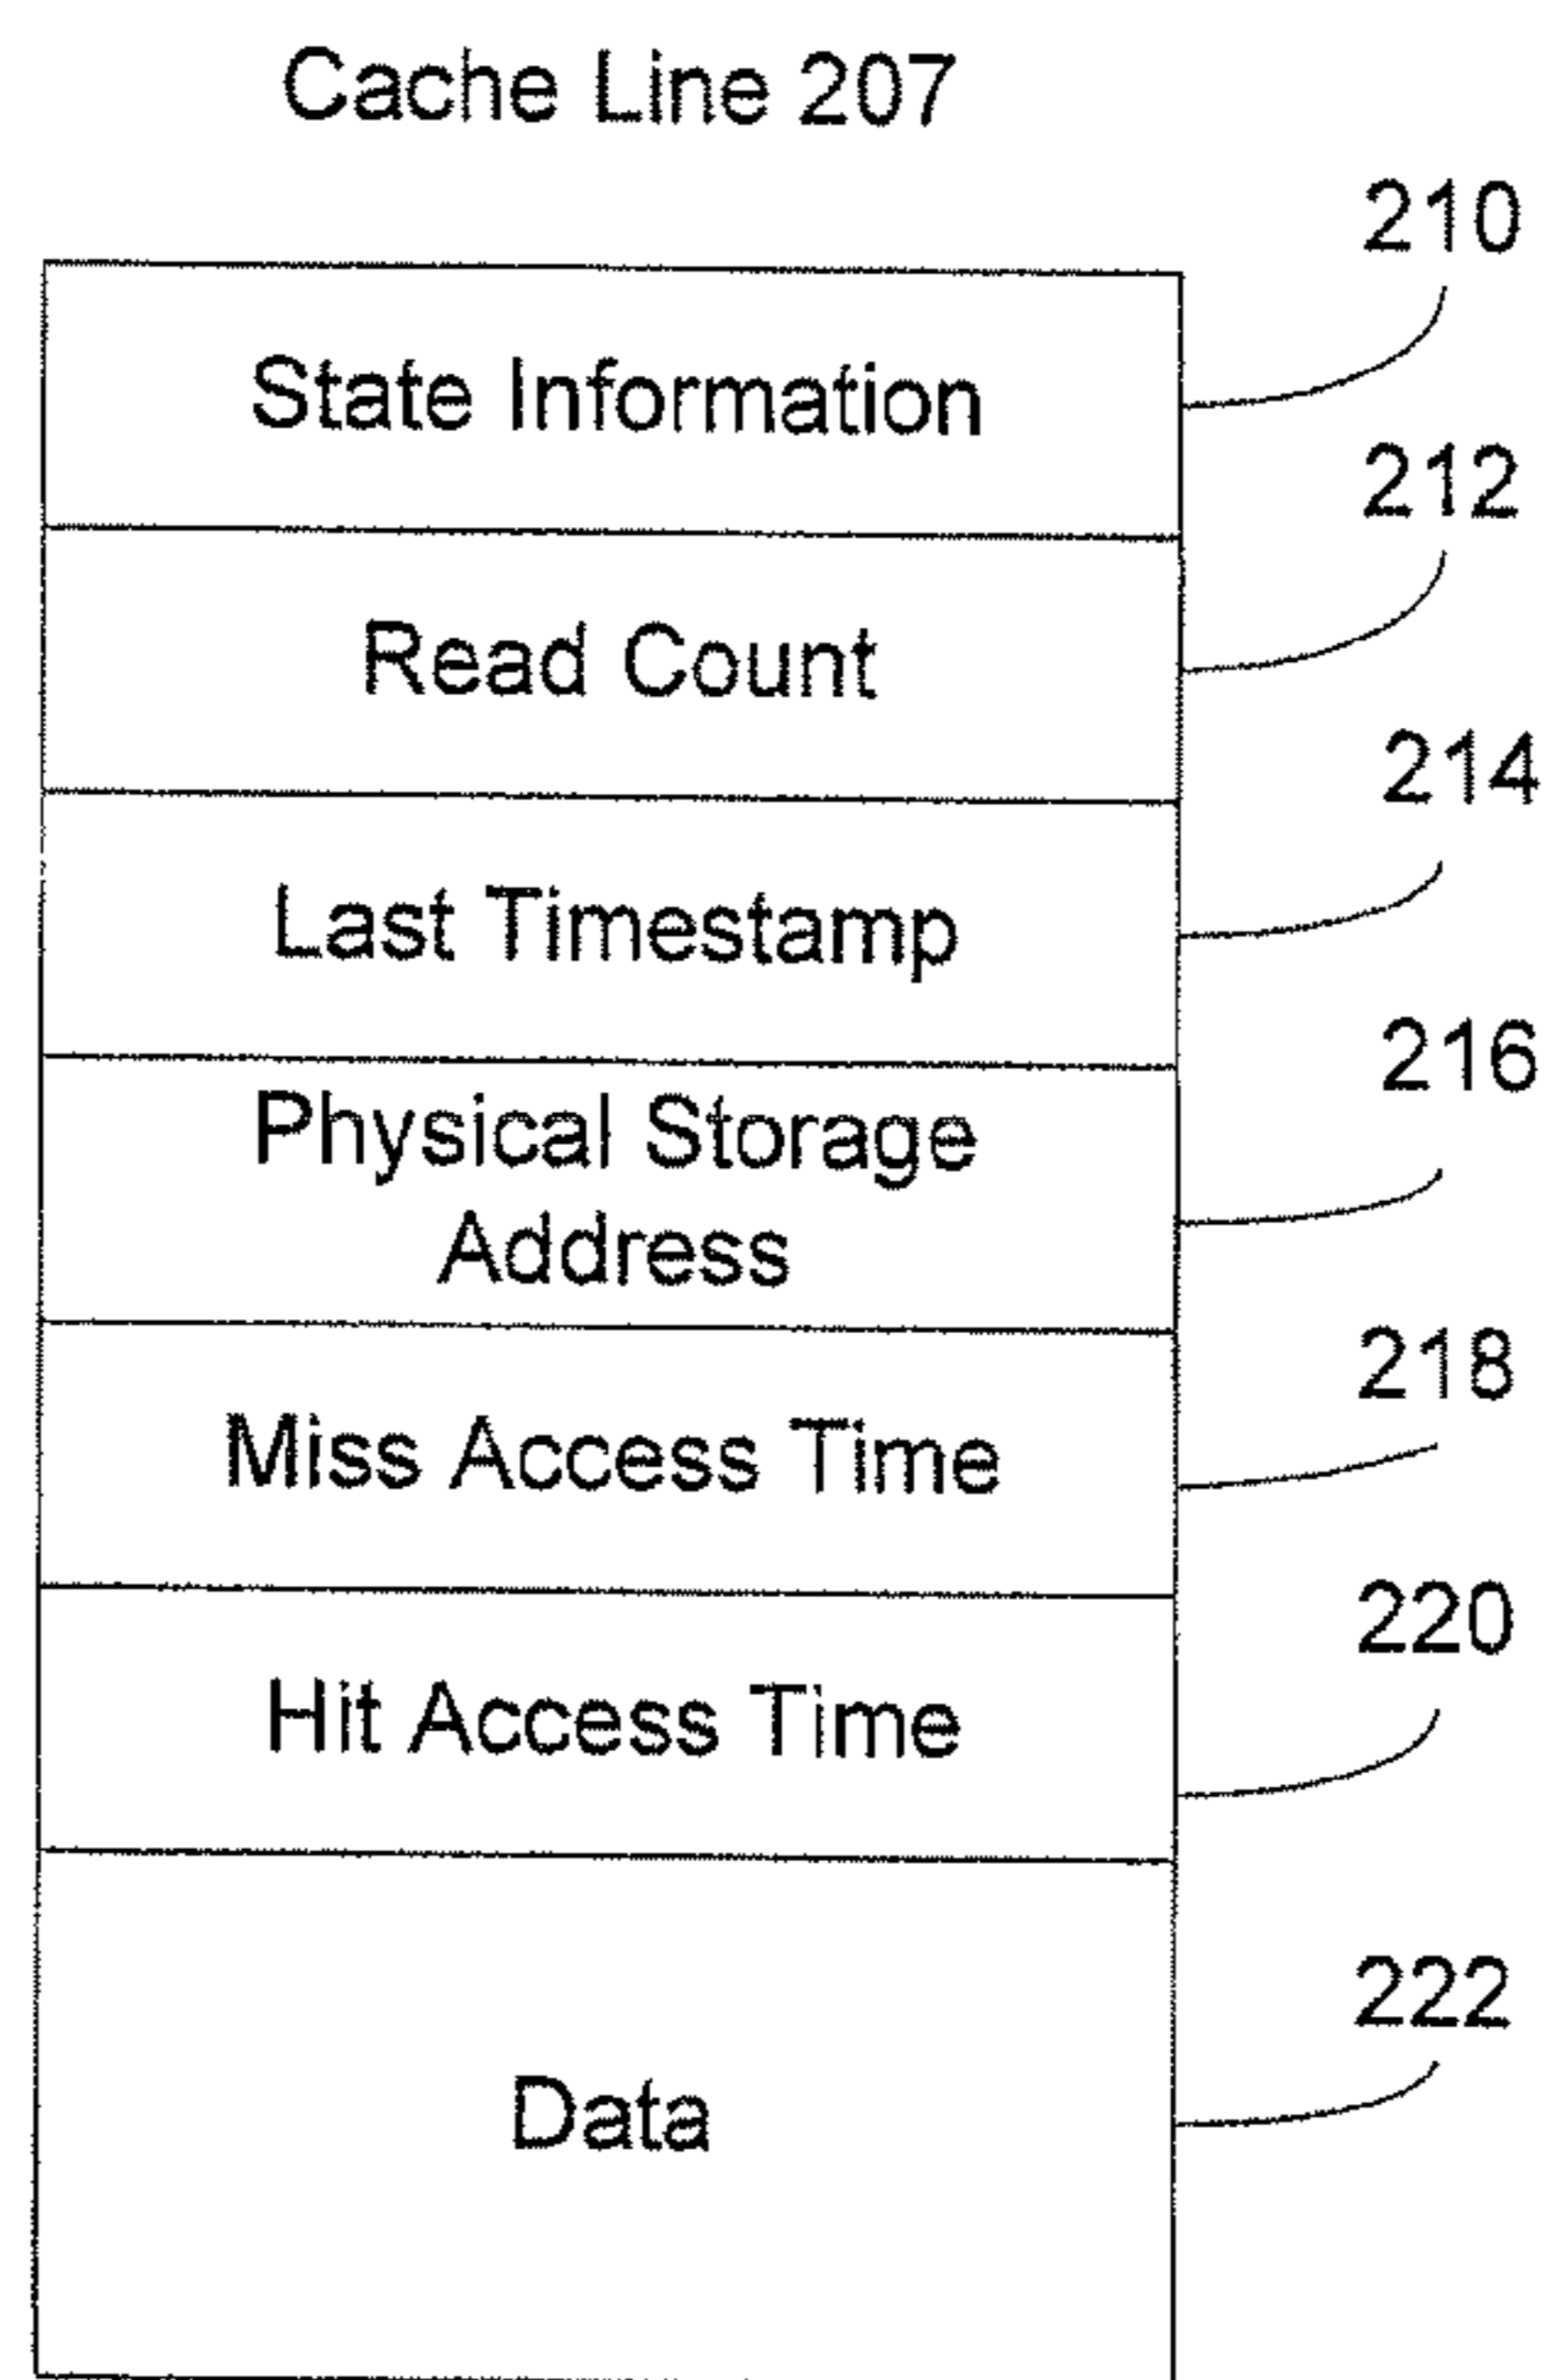 Cache Line 207
210
State Information
212
Read Count
214
Last Timestamp
216
Physical Storage
Address
218
Miss Access Time
220
Hit Access Time
222
Data